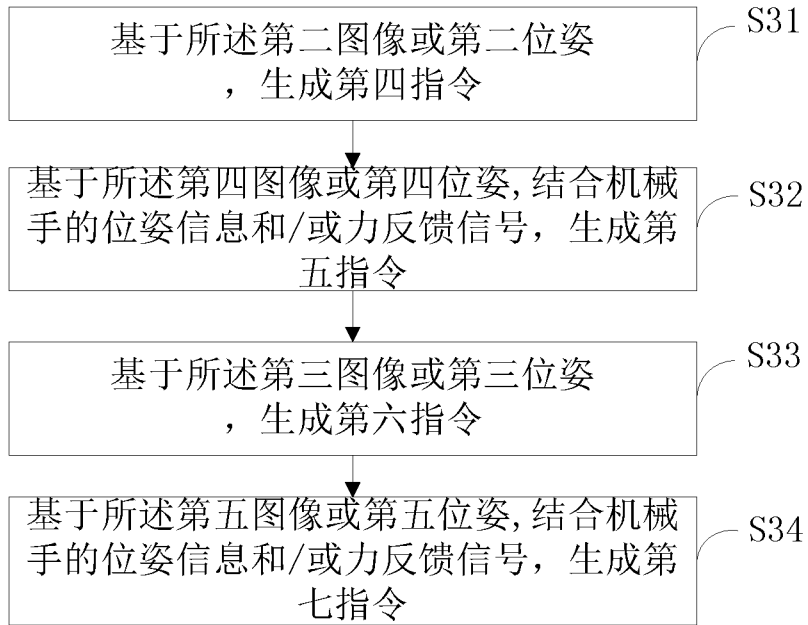 基于所述第二图像或第二位姿
，生成第四指令
S31
基于所述第四图像或第四位姿,结合机械
手的位姿信息和/或力反馈信号，生成第
五指令
S32
基于所述第三图像或第三位姿
，生成第六指令
S33
基于所述第五图像或第五位姿,结合机械
手的位姿信息和/或力反馈信号，生成第
七指令
S34